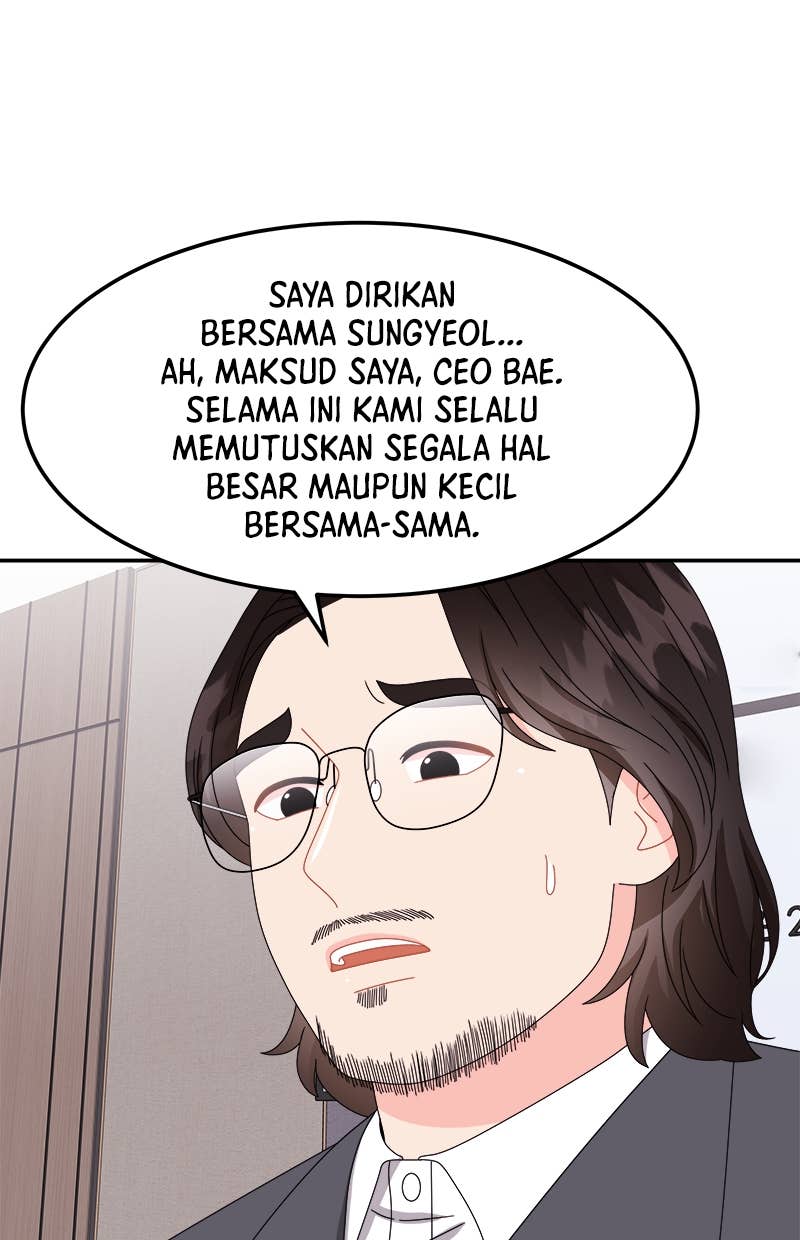 SAYA DIRIKAN
BERSAMA SUNGYEOL...
AH, MAKSUD SAYA, CEO BAE.
SELAMA INI KAMI SELALU
MEMUTUSKAN SEGALA HAL
BESAR MAUPUN KECIL
BERSAMA-SAMA.
2